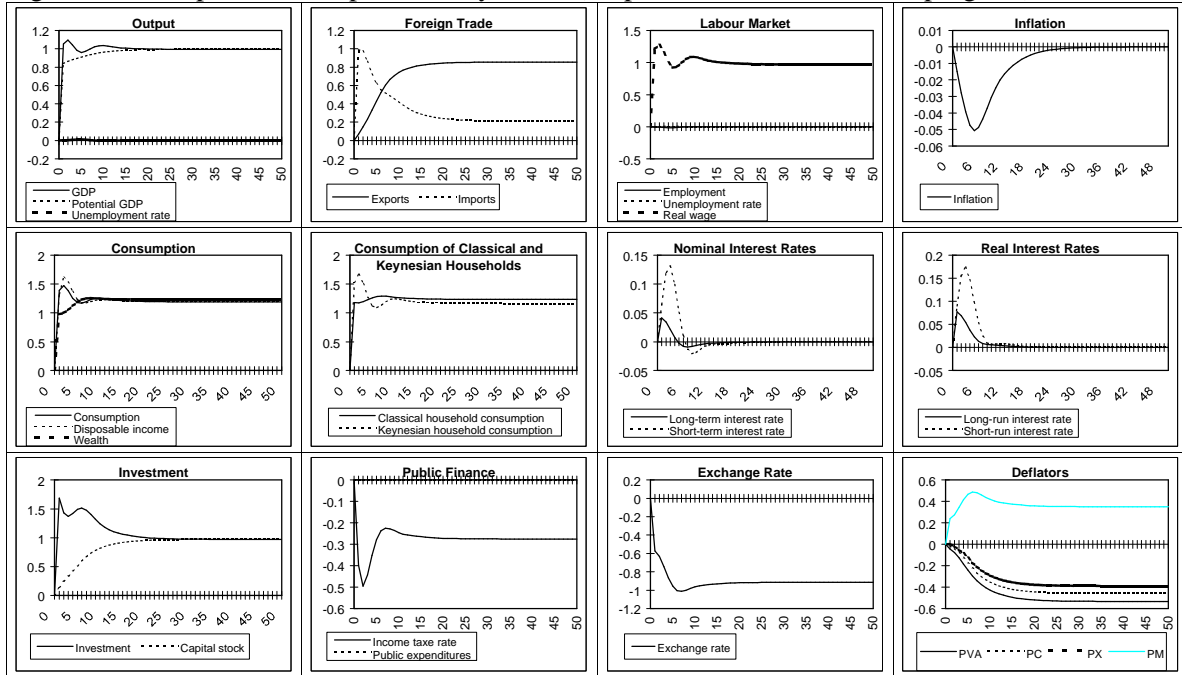 Output
1.2
1
0.8
0.6
0.4
0.2
0
-0.2
0 5 10 15 20 25 30 35 40 45 50
GDP
Potential GDP
Unemployment rate
Foreign Trade
1.2
1
0.8
0.6
0.4
0.2
0
-0.2
0 5 10 15 20 25 30 35 40 45 50
Exports Imports
Labour Market
1.5
1
0.5
0
-0.5
0 5 10 15 20 25 30 35 40 45 50
Employment
Unemployment rate
Real wage
Inflation
0.01
0
-0.01
-0.02
-0.03
-0.04
-0.05
-0.06
0 6 12 18 24 30 36 42 48
Inflation
Consumption
2
1.5
1
0.5
0
0 5 10 15 20 25 30 35 40 45 50
Consumption
Disposable income
Wealth
Consumption of Classical and
Keynesian Households
2
1.5
1
0.5
0
0 5 10 15 20 25 30 35 40 45 50
Classical household consumption
Keynesian household consumption
Nominal Interest Rates
0.15
0.1
0.05
0
-0.05
0 6 12 18 24 30 36 42 48
Long-term interest rate
Short-term interest rate
Real Interest Rates
0.2
0.15
0.1
0.05
0
-0.05
0 6 12 18 24 30 36 42 48
Long-run interest rate
Short-run interest rate
Investment
2
1.5
1
0.5
0
0 5 10 15 20 25 30 35 40 45 50
Investment Capital stock
Public Finance
0
-0.1
-0.2
-0.3
-0.4
-0.5
-0.6
0 5 10 15 20 25 30 35 40 45 50
Income taxe rate
Public expenditures
Exchange Rate
0.2
0
-0.2
-0.4
-0.6
-0.8
-1
-1.2
0 5 10 15 20 25 30 35 40 45 50
Exchange rate
Deflators
0.6
0.4
0.2
0
-0.2
-0.4
-0.6
0 5 10 15 20 25 30 35 40 45 50
PVA PC PX PM